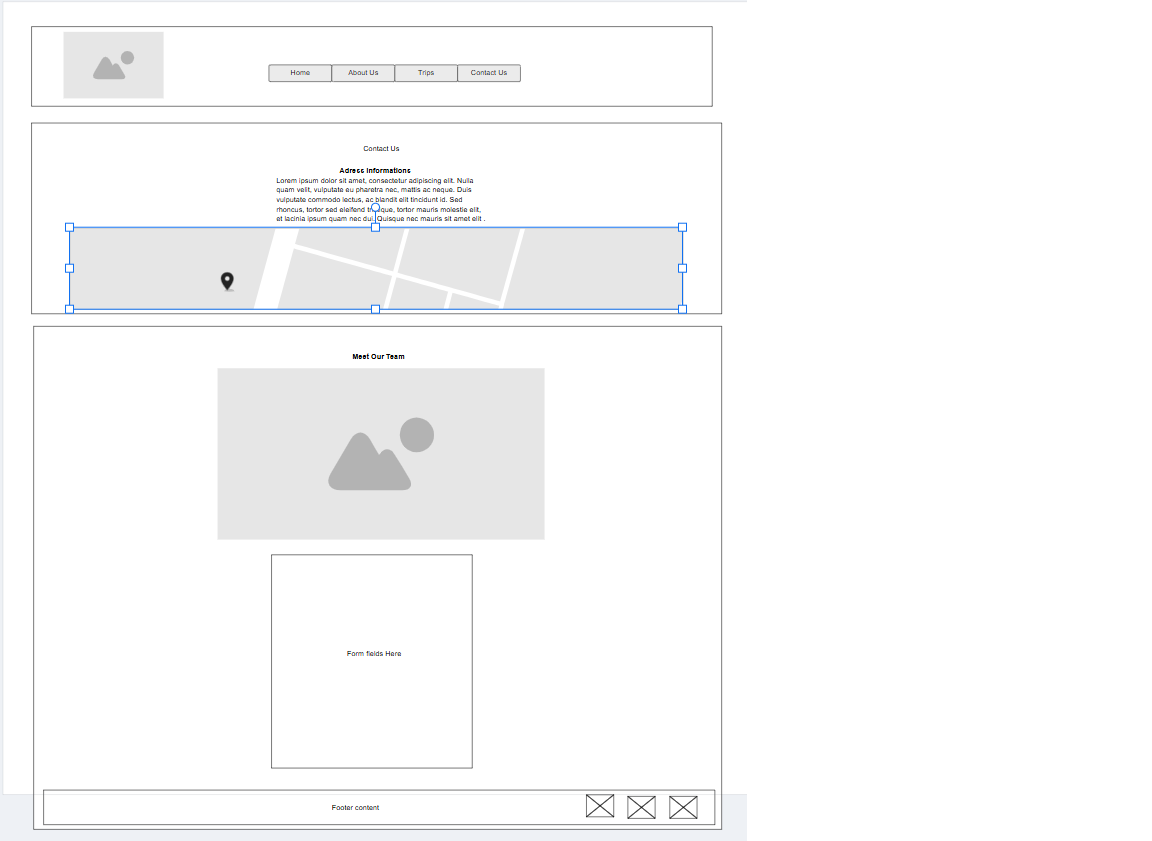 Home
About Us
Trips
Contact Us
Contact Us
Adress Informations
Lorem ipsum dolor sit amet, consectetur adipiscing elit. Nulla
quam velit, vulputate eu pharetra nec, mattis ac neque. Duis
vulputate commodo lectus, ac blandit elit tincidunt id. Sed
rhoncus, tortor sed eleifend tristique, tortor mauris molestie elit,
et lacinia ipsum quam nec dui. Quisque nec mauris sit amet elit .
Meet Our Team
Form fields Here
Footer content